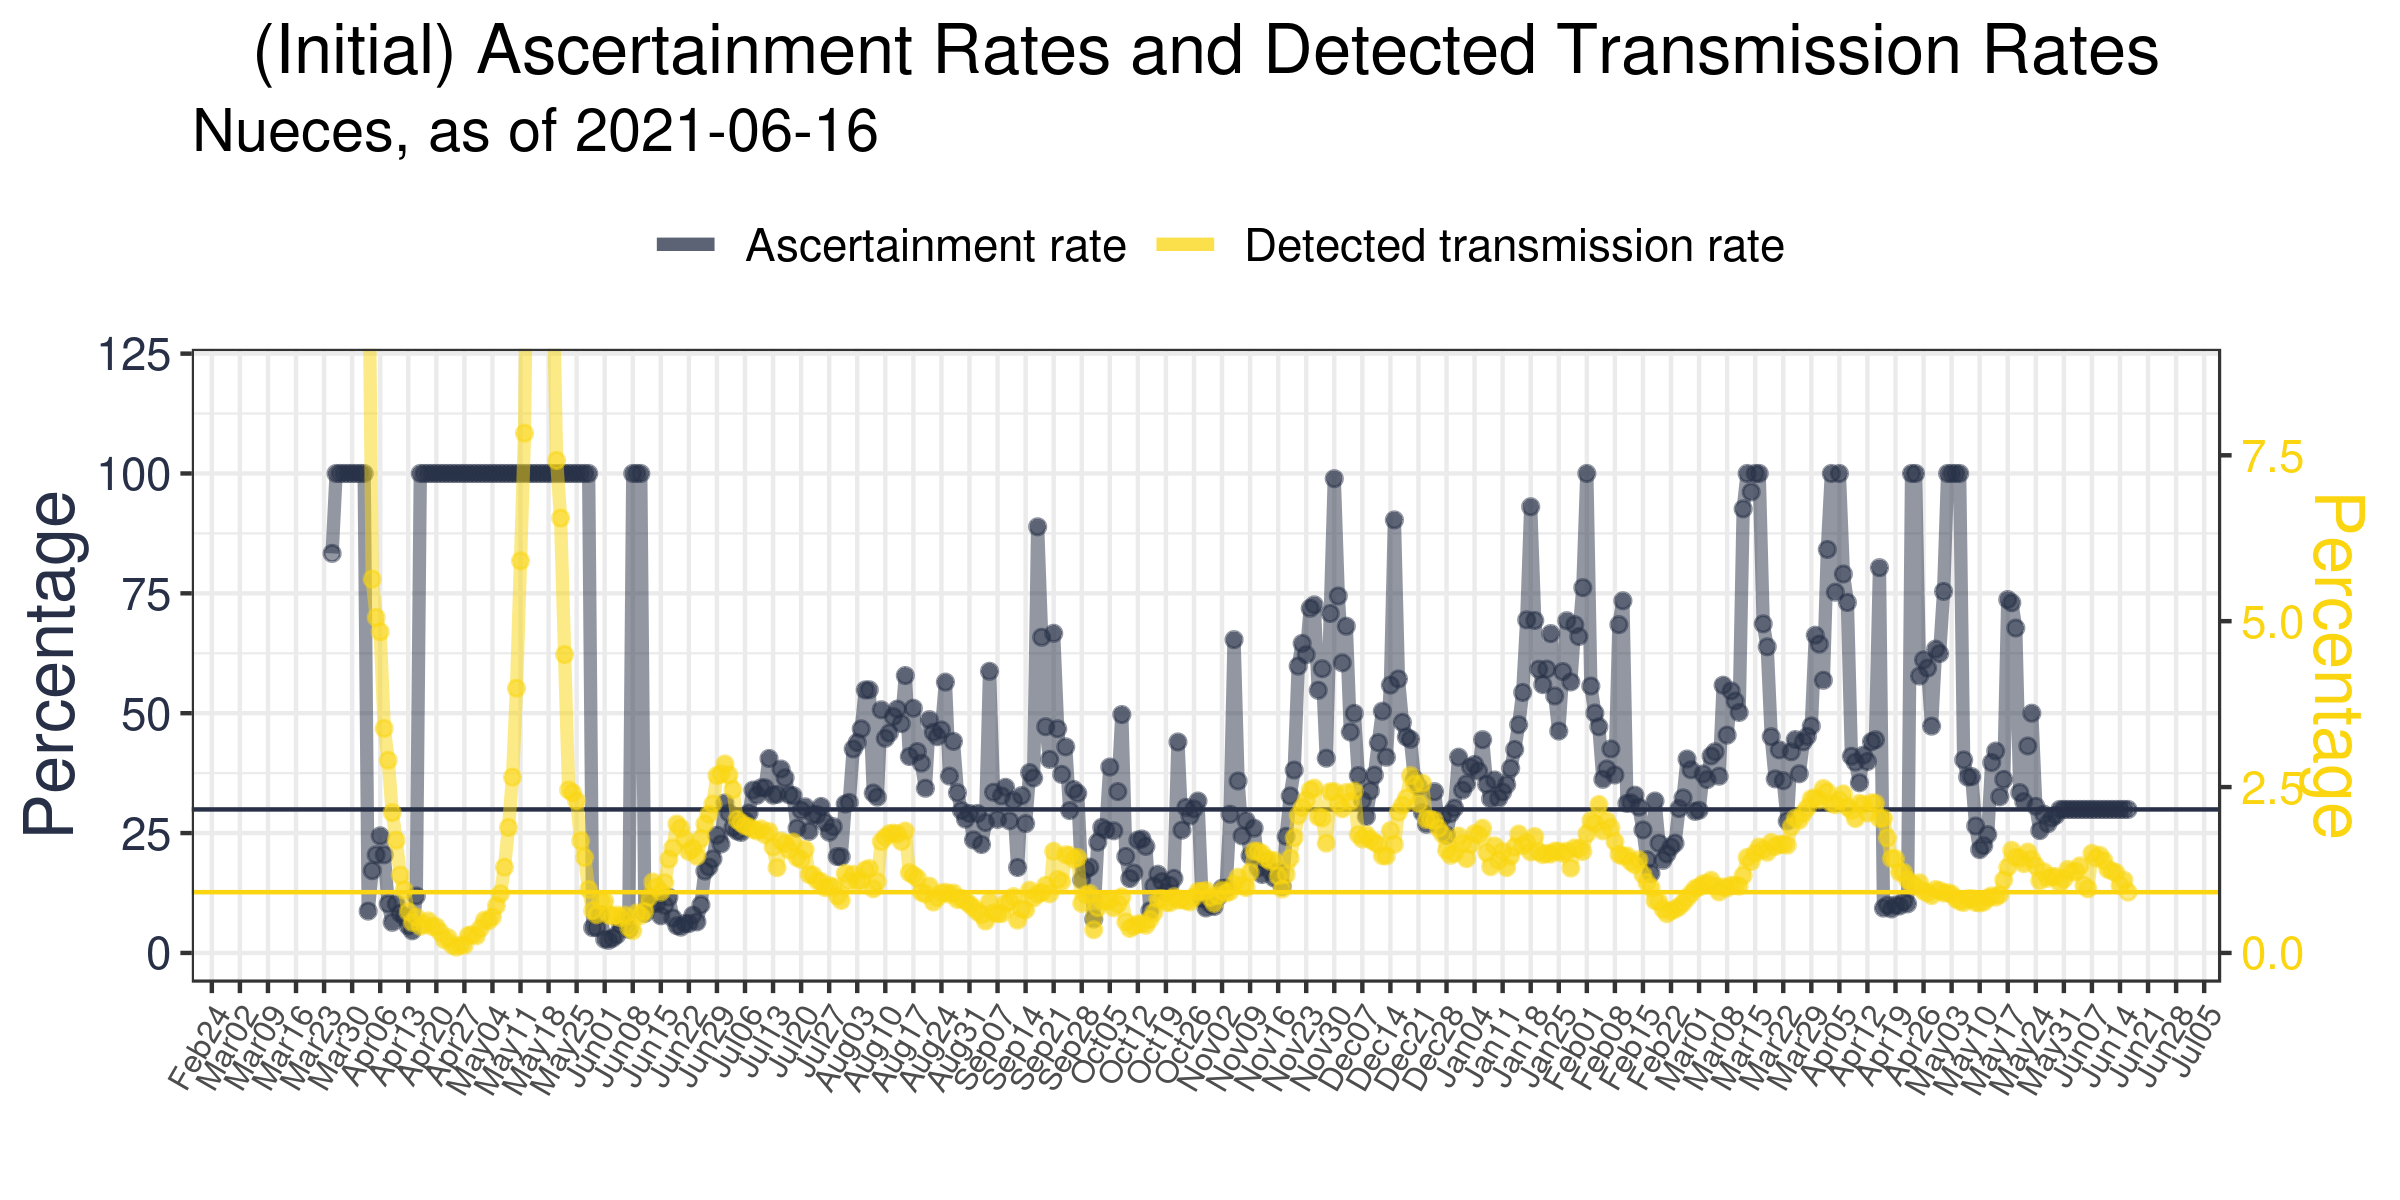 (Initial) Ascertainment Rates and Detected Transmission Rates
Nueces, as of 2021-06-16
Ascertainment rate
Detected transmission rate
125
100
75
50
25
0
Percentage
7.5
5.0
2.5
0.0
Percentage
Feb24
Mar02
Mar09
Mar16
Mar23
Mar30
Apr06
Apr13
Apr20
Apr27
May04
May11
May18
May25
Jun01
Jun08
Jun15
Jun22
Jun29
Jul06
Jul13
Jul20
Jul27
Aug03
Aug10
Aug17
Aug24
Aug31
Sep07
Sep14
Sep21
Sep28
Oct05
Oct12
Oct19
Oct26
Nov02
Nov09
Nov16
Nov23
Nov30
Dec07
Dec14
Dec21
Dec28
Jan04
Jan11
Jan18
Jan25
Feb01
Feb08
Feb15
Feb22
Mar01
Mar08
Mar15
Mar22
Mar29
Apr05
Apr12
Apr19
Apr26
May03
May10
May17
May24
May31
Jun07
Jun14
Jun21
Jun28
Jul05